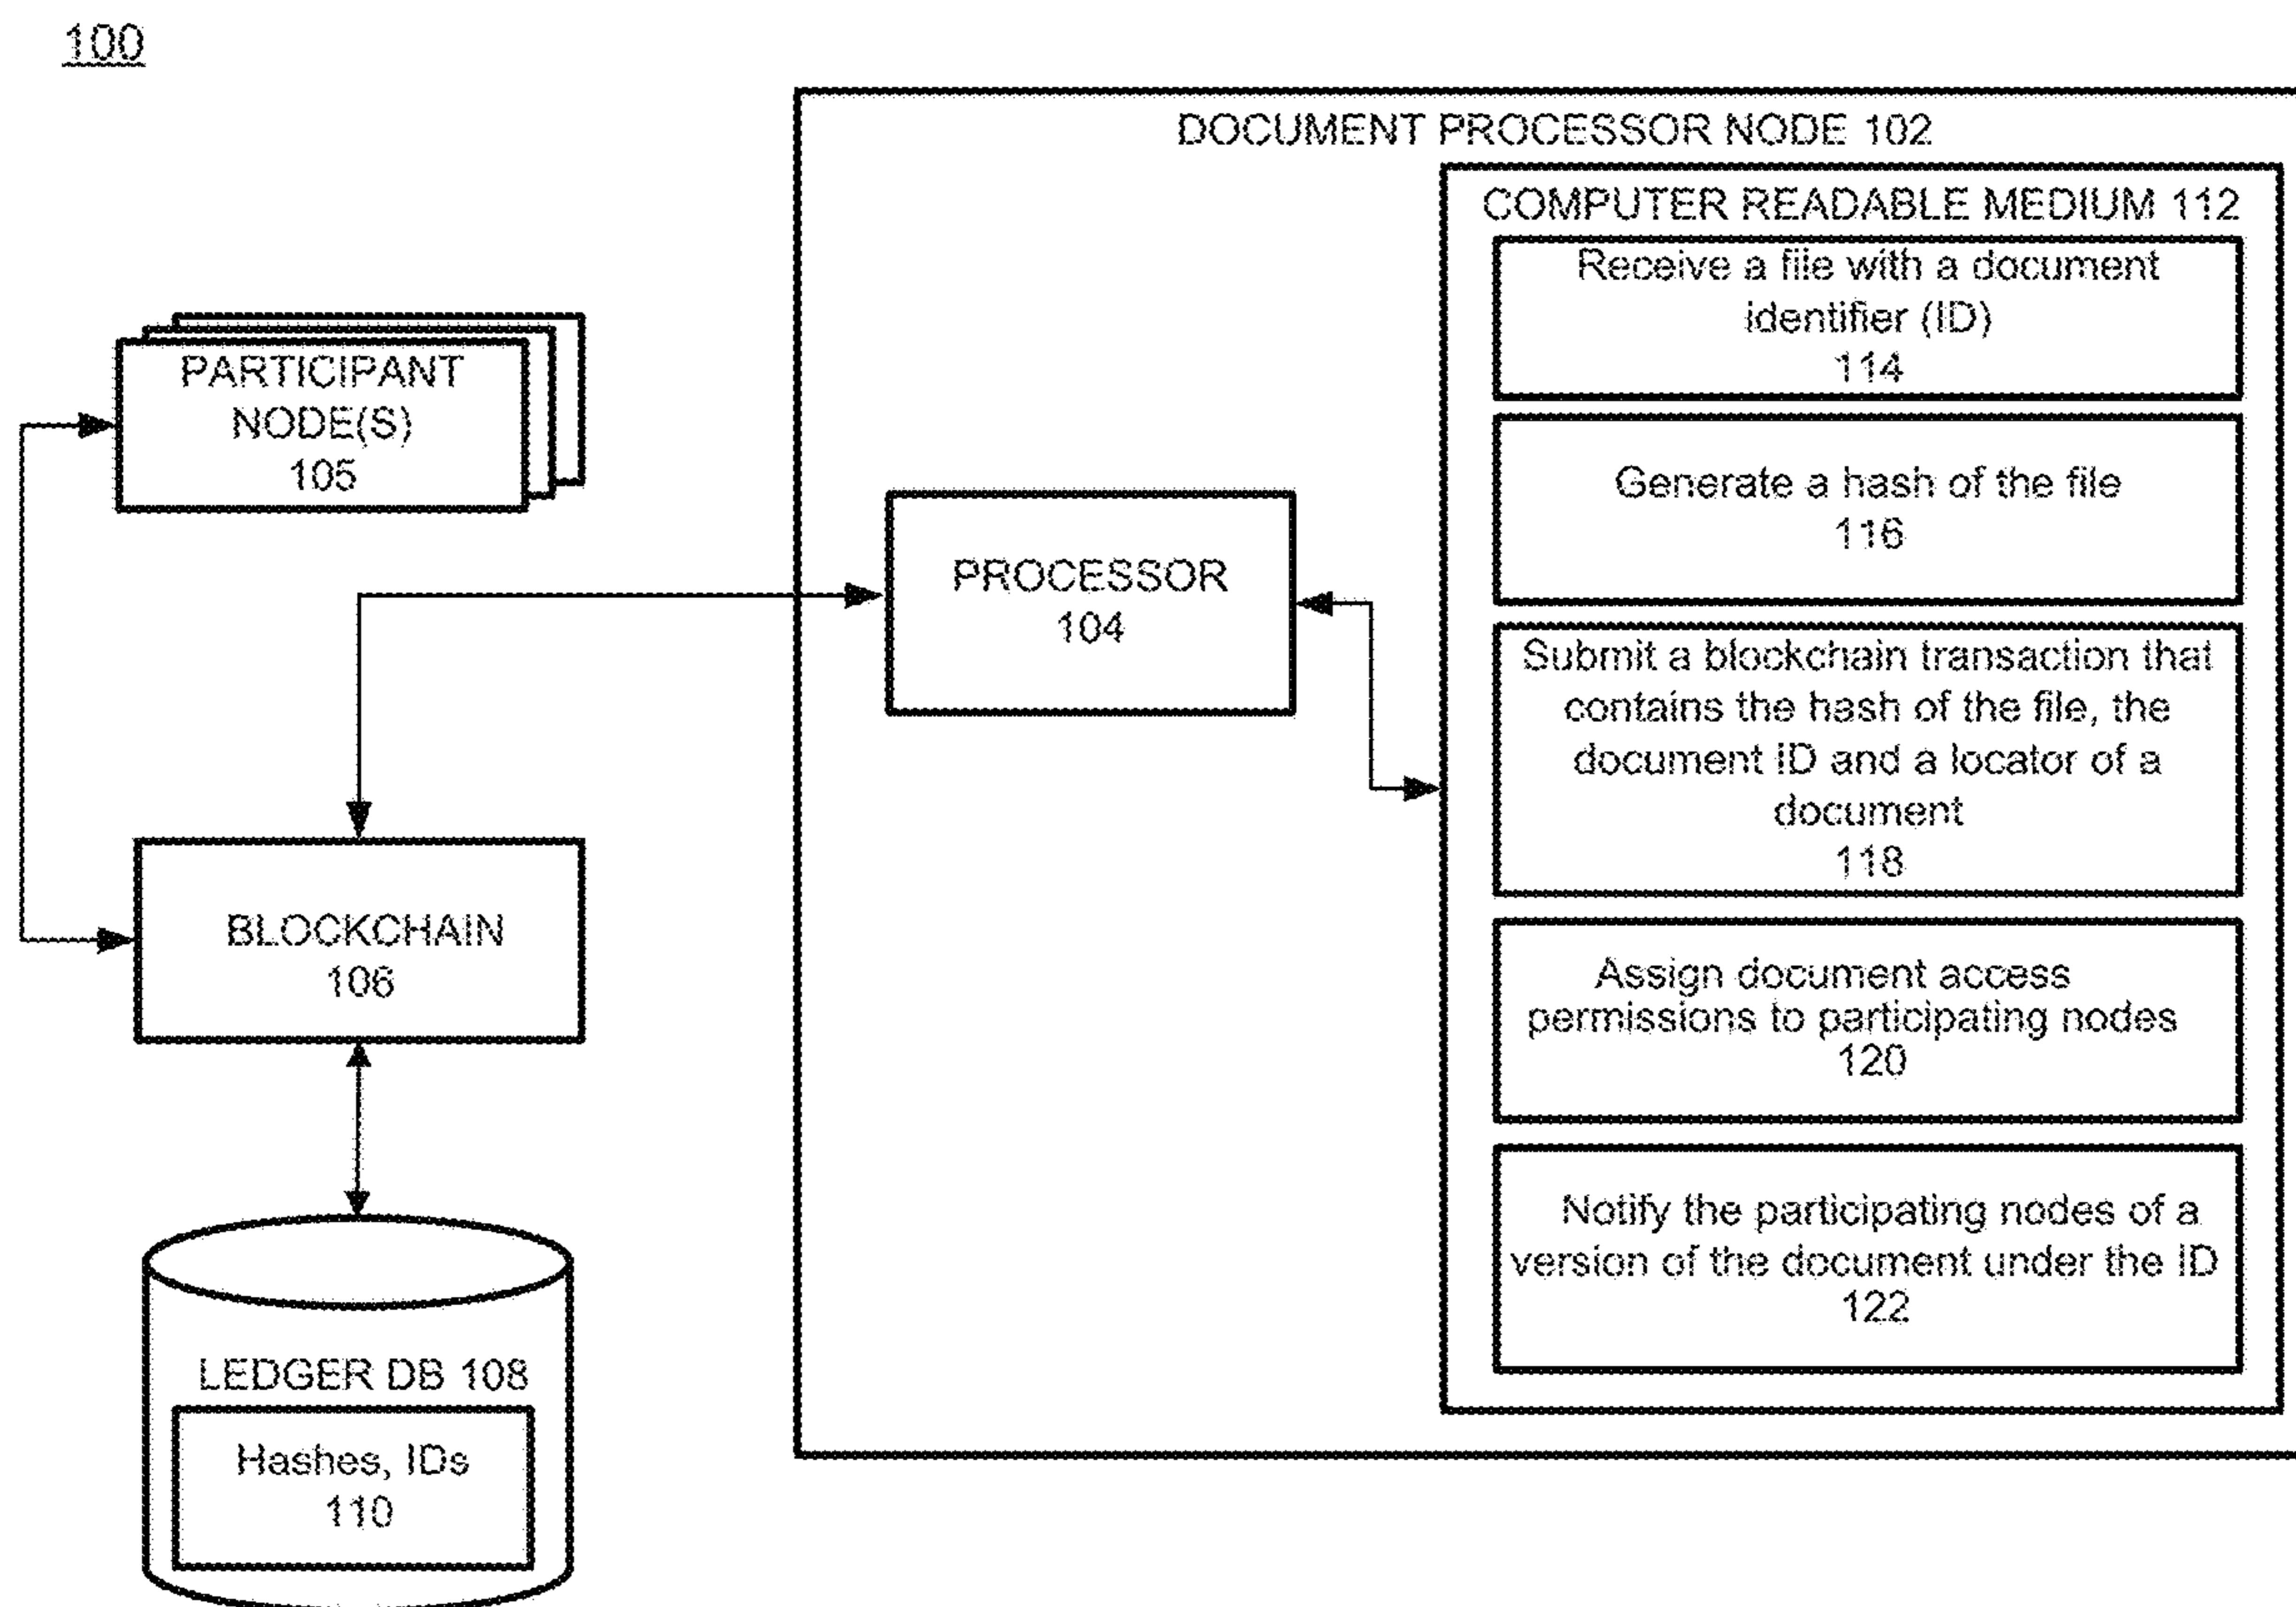 100
DOCUMENT PROCESSOR NODE 102
COMPUTER READABLE MEDIUM 112
Receive a file with a document
identifier (ID)
114
Generate a hash of the file
116
Submit a blockchain transaction that
contains the hash of the file, the
document ID and a locator of a
document
118
Assign document access
permissions to participating nodes
120
Notify the participating nodes of a
version of the document under the ID
122
PROCESSOR
104
PARTICIPANT
NODE(S)
105
BLOCKCHAIN
106
LEDGER DB 108
Hashes, IDs
110